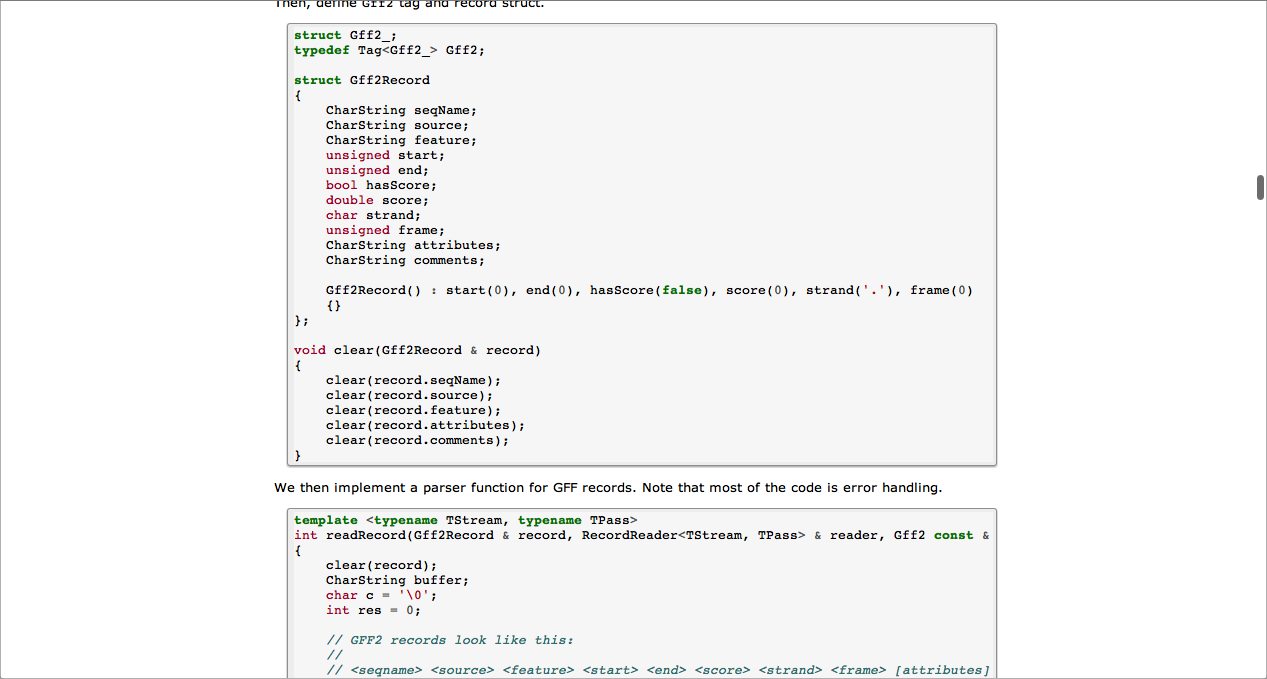 Then, define Gff2 tag and record struct.
struct Gff2_;
typedef Tag<Gff2_> Gff2;
struct Gff2Record
{
    CharString seqName;
    CharString source;
    CharString feature;
    unsigned start;
    unsigned end;
    bool hasScore;
    double score;
    char strand;
    unsigned frame;
    CharString attributes;
    CharString comments;
    Gff2Record() : start(0), end(0), hasScore(false), score(0), strand('.'), frame(0)
    {}
};
void clear(Gff2Record & record)
{
    clear(record.seqName);
    clear(record.source);
    clear(record.feature);
    clear(record.attributes);
    clear(record.comments);
}
We then implement a parser function for GFF records. Note that most of the code is error handling.
template <typename TStream, typename TPass>
int readRecord(Gff2Record & record, RecordReader<TStream, TPass> & reader, Gff2 const &
{
    clear(record);
    CharString buffer;
    char c = '\0';
    int res = 0;
    // GFF2 records look like this:
    //
    // <seqname> <source> <feature> <start> <end> <score> <strand> <frame> [attributes]